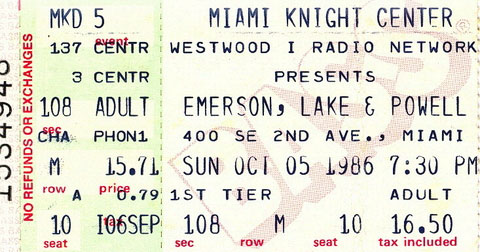 MKD 5 MIAMI KNIGHT CENTER
event
137 CENTR WESTWOOD I RADIO NETWORK
3 CENTR PRESENTS
108 ADULT EMERSON, LAKE & POWELL
sec
CHA PHON1 400 SE 2ND AVE., MIAMI
M 15.71 SUN OCT 05 1986 7:30 PM
row price
A 0.79 1ST TIER ADULT
tax
10 I06SEP 108 M 10 16.50
seat sec row seat tax included
NO REFUNDS OR EXCHANGES